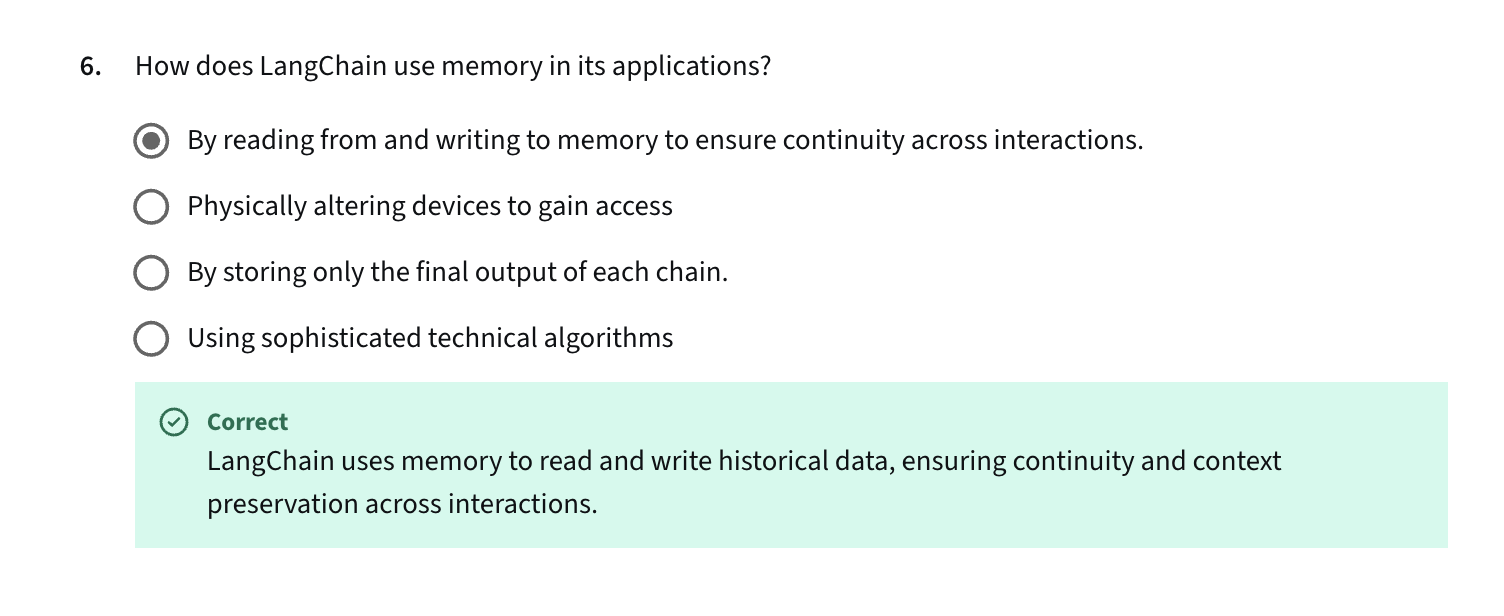 6. How does LangChain use memory in its applications?
By reading from and writing to memory to ensure continuity across interactions.
Physically altering devices to gain access
By storing only the final output of each chain.
Using sophisticated technical algorithms
Correct
LangChain uses memory to read and write historical data, ensuring continuity and context
preservation across interactions.